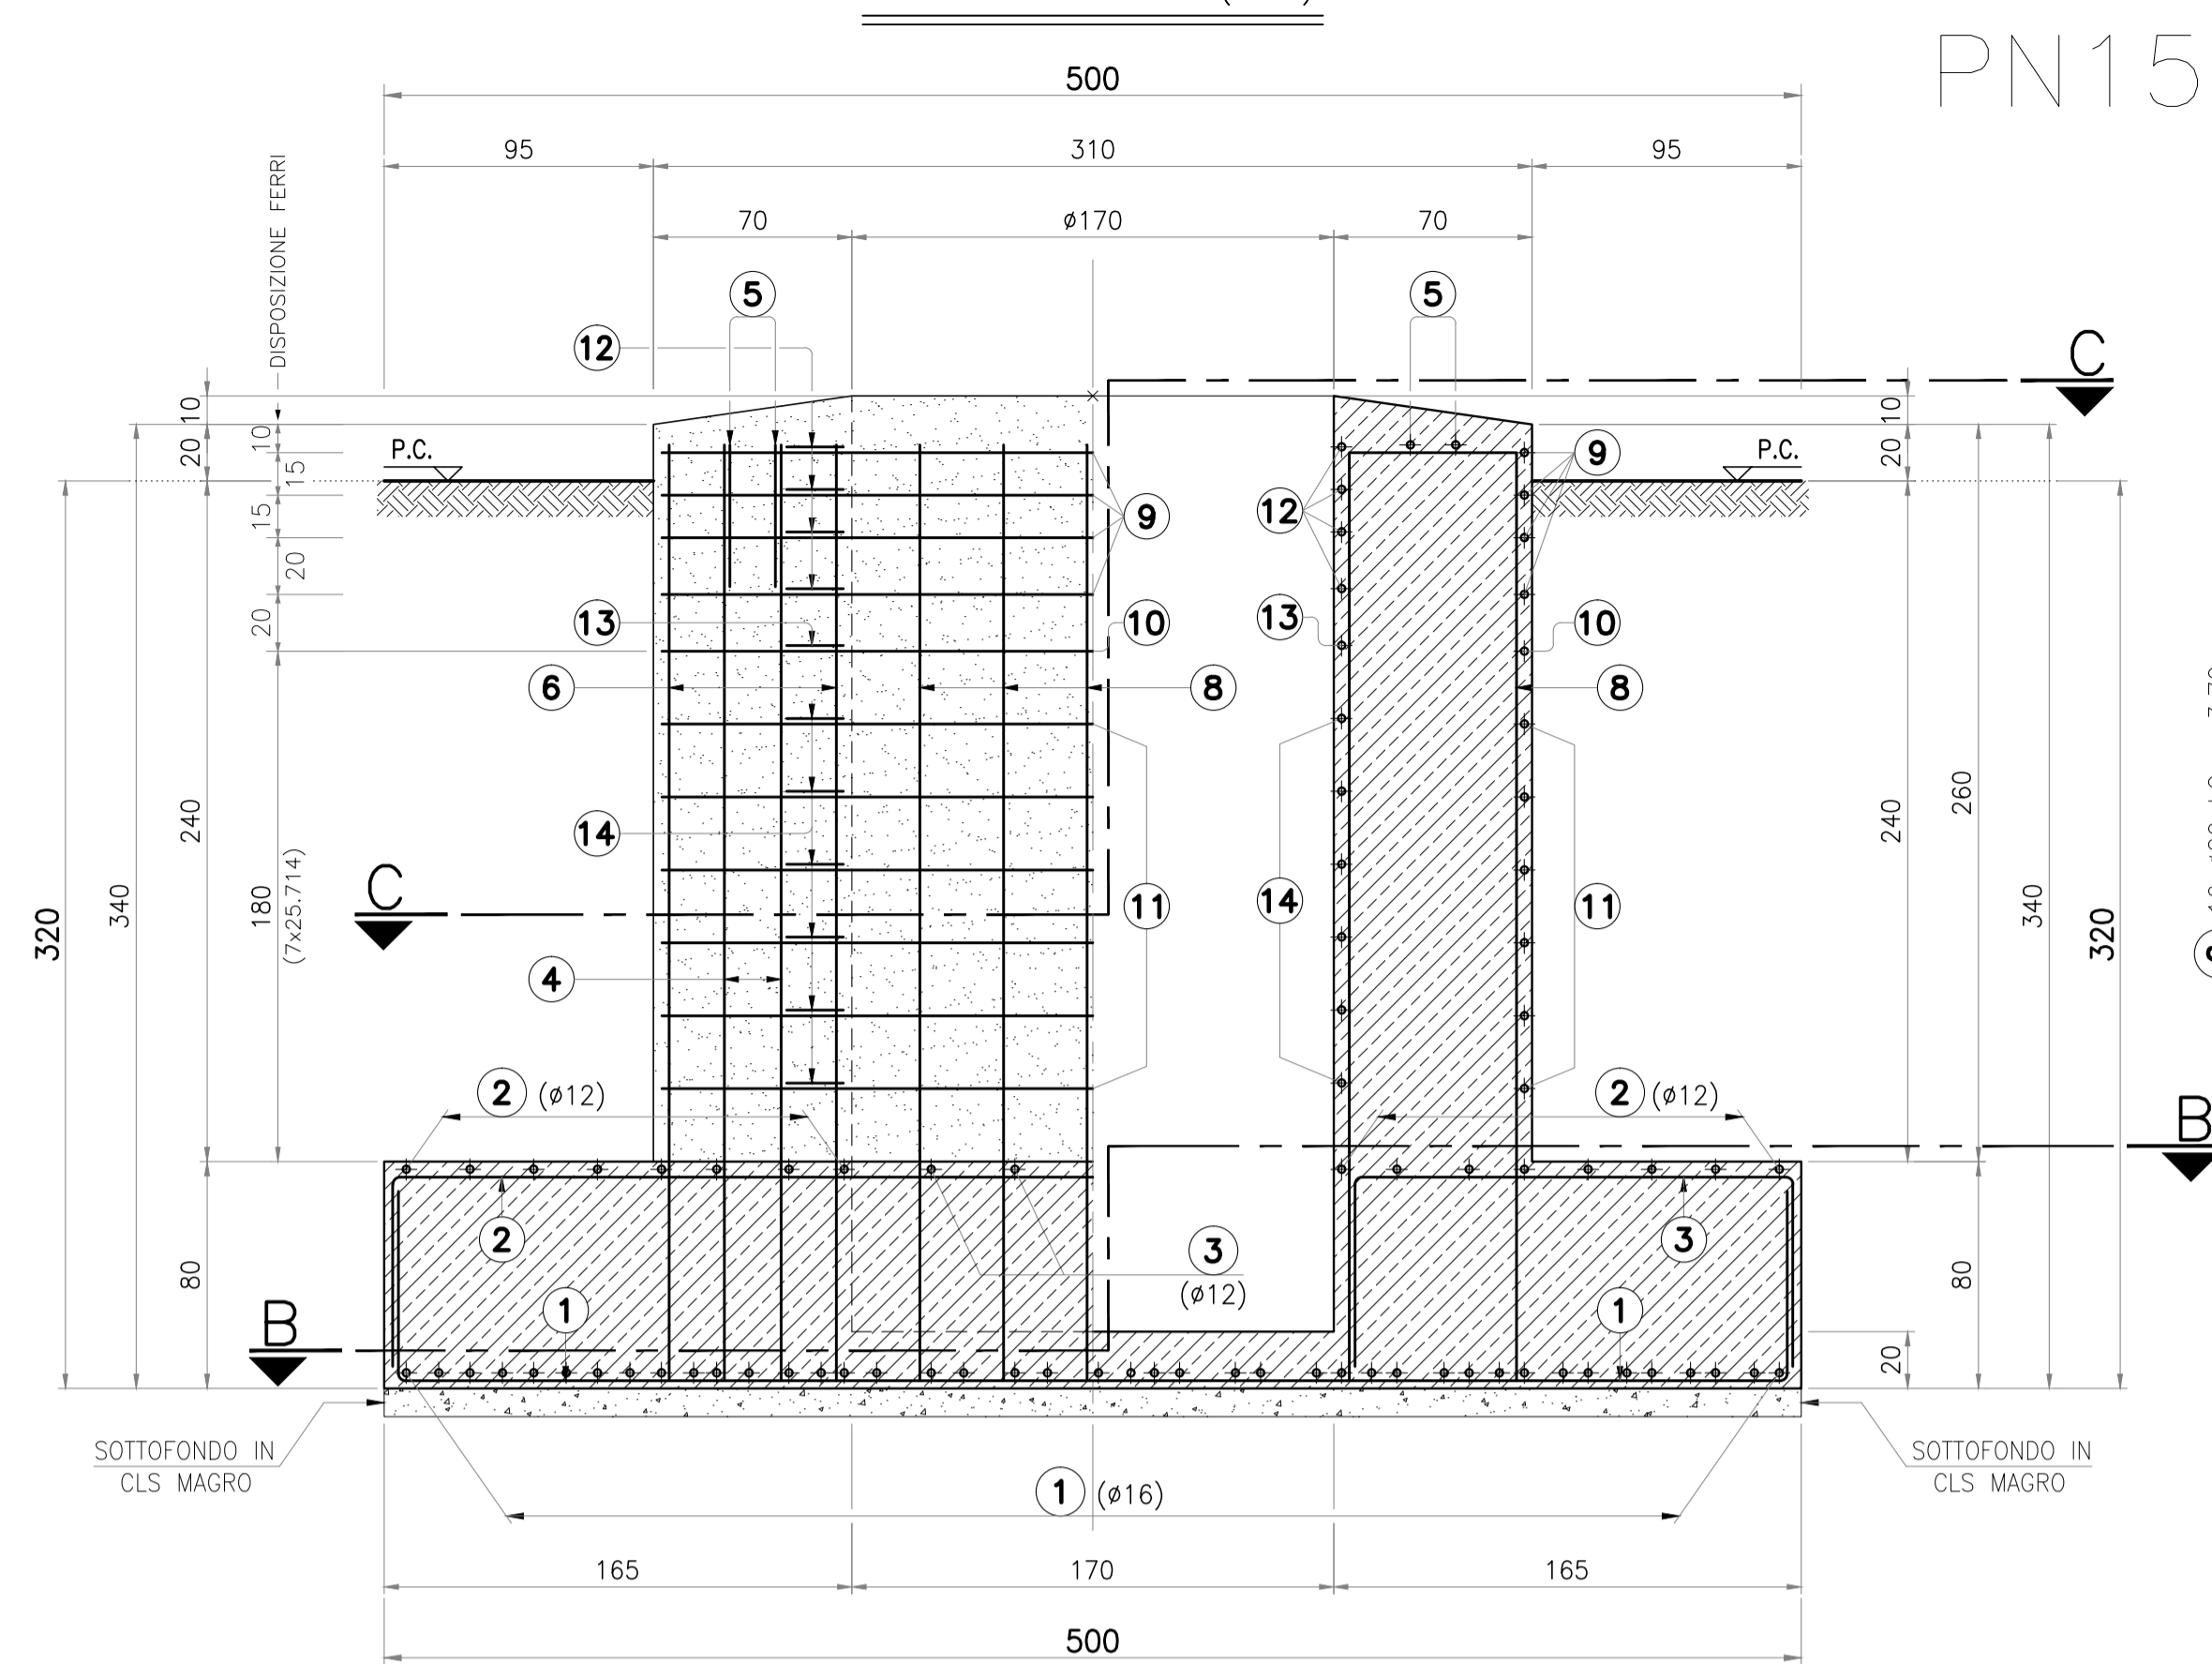 PN15
500
95
310
95
70
ø170
70
DISPOSIZIONE FERRI
5
5
12
C
10
20
10
15
15
20
20
P.C.
P.C.
10
20
9
9
12
13
10
13
10
6
8
8
240
340
320
180
(7x25.714)
14
C
11
14
11
4
240
260
340
320
2 (ø12)
2 (ø12)
B
2
3
(ø12)
3
80
80
1
1
B
20
SOTTOFONDO IN
CLS MAGRO
SOTTOFONDO IN
CLS MAGRO
1 (ø16)
165
170
165
500